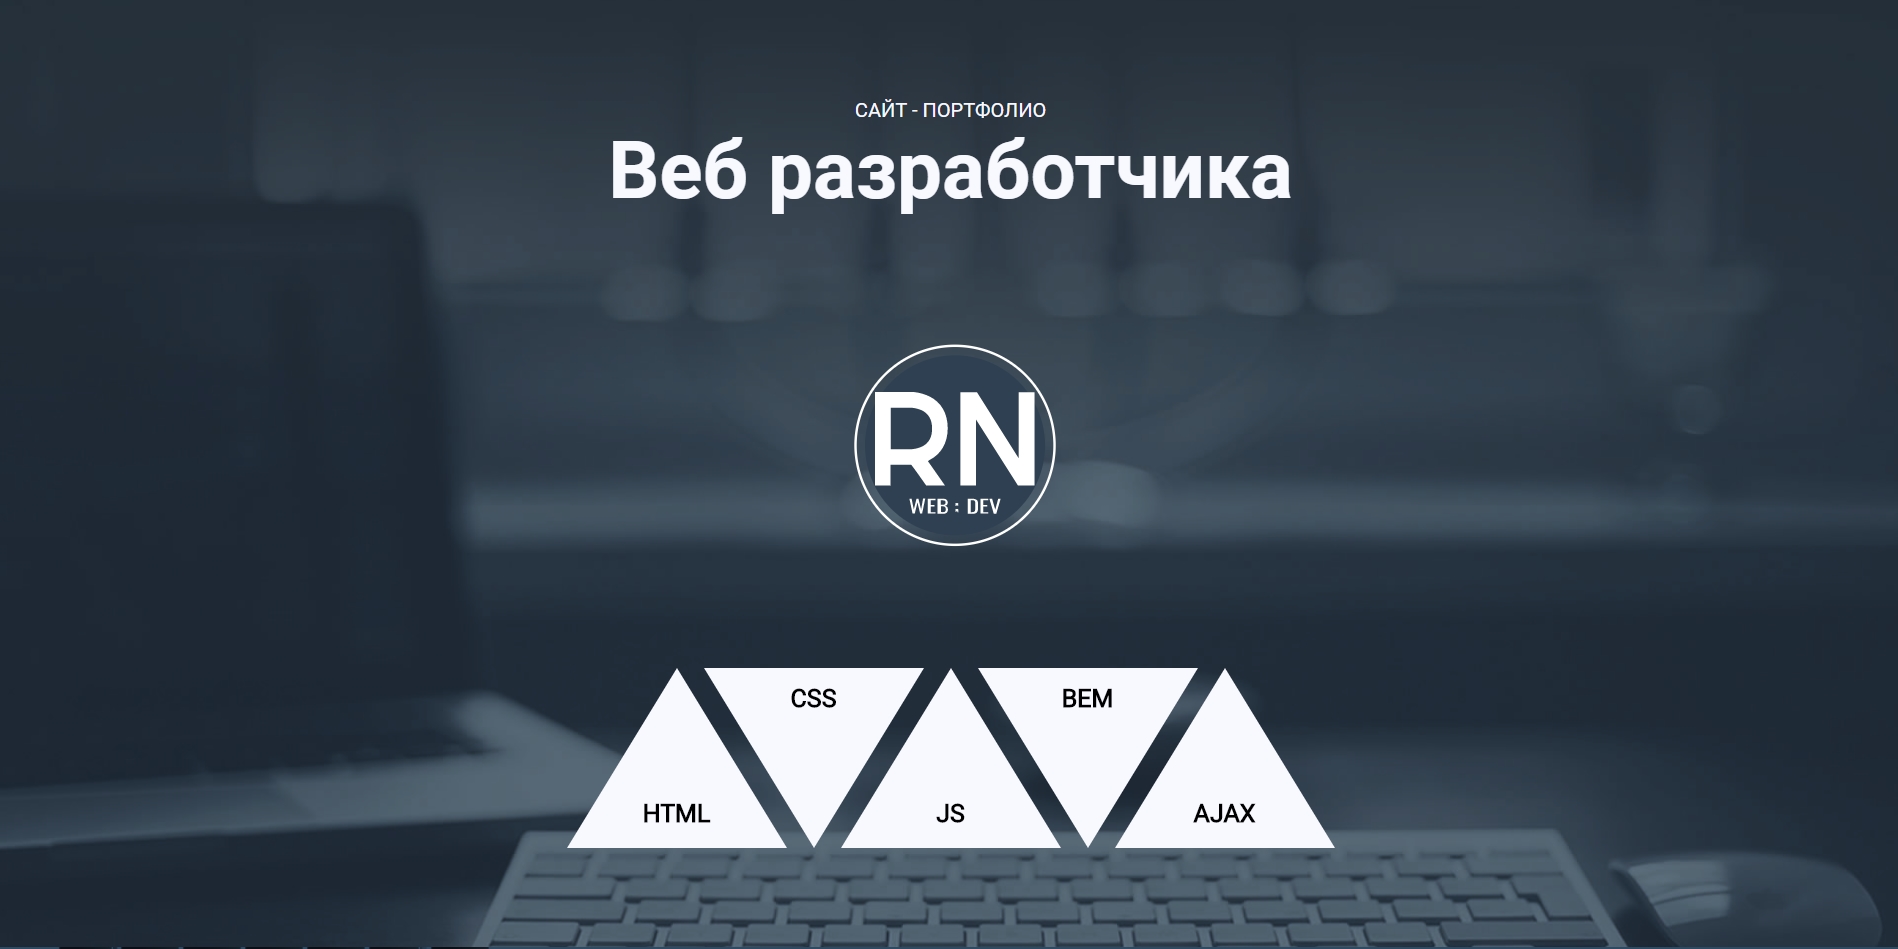 САЙТ - ПОРТФОЛИО
Веб разработчика
RN
WEB : DEV
CSS
BEM
HTML
JS
AJAX